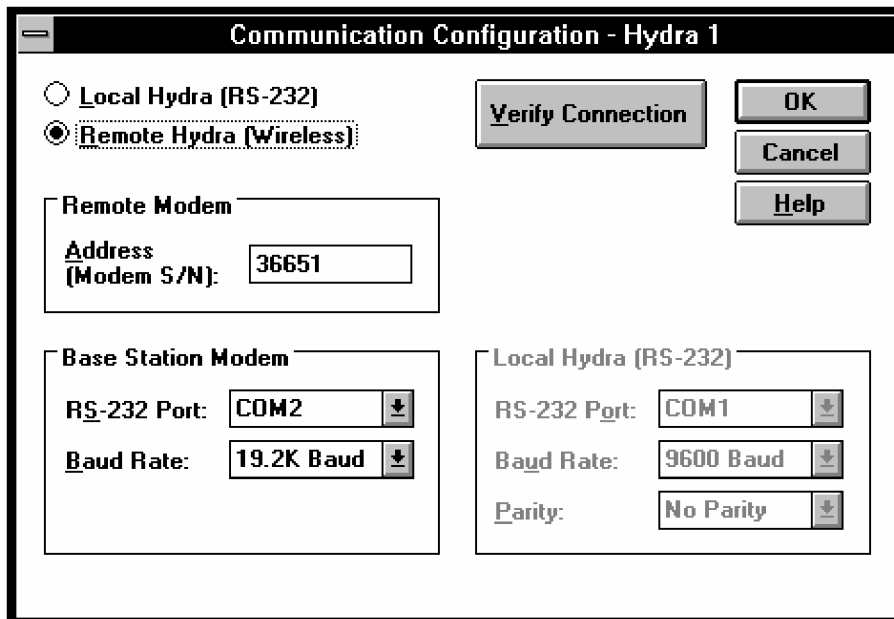 Communication Configuration - Hydra 1
Local Hydra (RS-232)
Remote Hydra (Wireless)
Verify Connection
OK
Cancel
Help
Remote Modem
Address
(Modem S/N):
36651
Base Station Modem
RS-232 Port:
COM2
Baud Rate:
19.2K Baud
Local Hydra (RS-232)
RS-232 Port:
COM1
Baud Rate:
9600 Baud
Parity:
No Parity